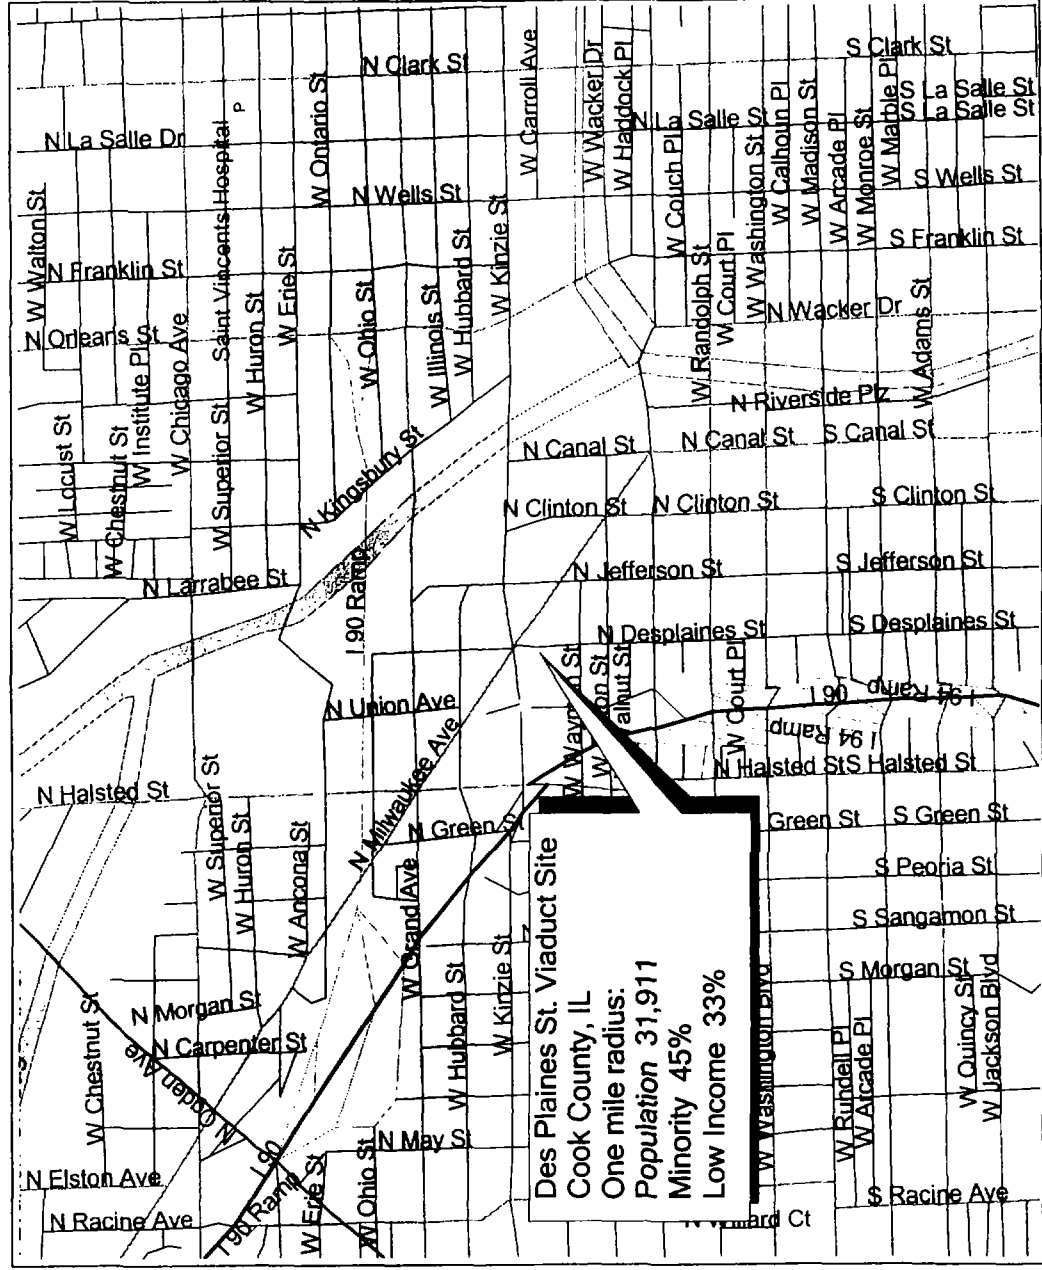 N Clark St
S Clark St
W Carroll Ave
W Wacker Dr
W Haddock Pl
W Ontario St
P
N La Salle Dr
N La Salle St
S La Salle St
S La Salle St
W Marble Pl
W Calhoun Pl
W Madison St
W Arcade Pl
W Monroe St
W Couch Pl
W Washington St
Saint Vincents Hospital
N Wells St
S Wells St
W Walton St
W Kinzie St
W Hubbard St
W Erie St
N Franklin St
S Franklin St
W Court Pl
W Randolph St
N Wacker Dr
W Adams St
N Orleans St
W Institute Pl
W Chicago Ave
W Huron St
W Ohio St
W Illinois St
N Riverside Plz
W Locust St
W Chestnut St
W Superior St
N Kingsbury St
N Canal St
N Canal St
S Canal St
N Clinton St
N Clinton St
S Clinton St
N Larrabee St
I 90 Ramp
N Jefferson St
S Jefferson St
N Desplaines St
S Desplaines St
W Court Pl
I 90
I 94 Ramp
I 94 Ramp
N Union Ave
N Milwaukee Ave
N Halsted St
N Halsted St
S Halsted St
W Superior St
W Huron St
W Ancona St
N Green St
Green St
S Green St
S Peoria St
W Grand Ave
S Sangamon St
W Kinzie St
W Hubbard St
S Morgan St
N Morgan St
N Carpenter St
W Chestnut St
N Ogden Ave
W Washington Blvd
W Rundell Pl
W Arcade Pl
W Quincy St
W Jackson Blvd
N May St
I 90
I 90 Ramp
N Elston Ave
N Racine Ave
W Erie St
W Ohio St
S Racine Ave
Des Plaines St. Viaduct Site
Cook County, IL
One mile radius:
Population 31,911
Minority 45%
Low Income 33%